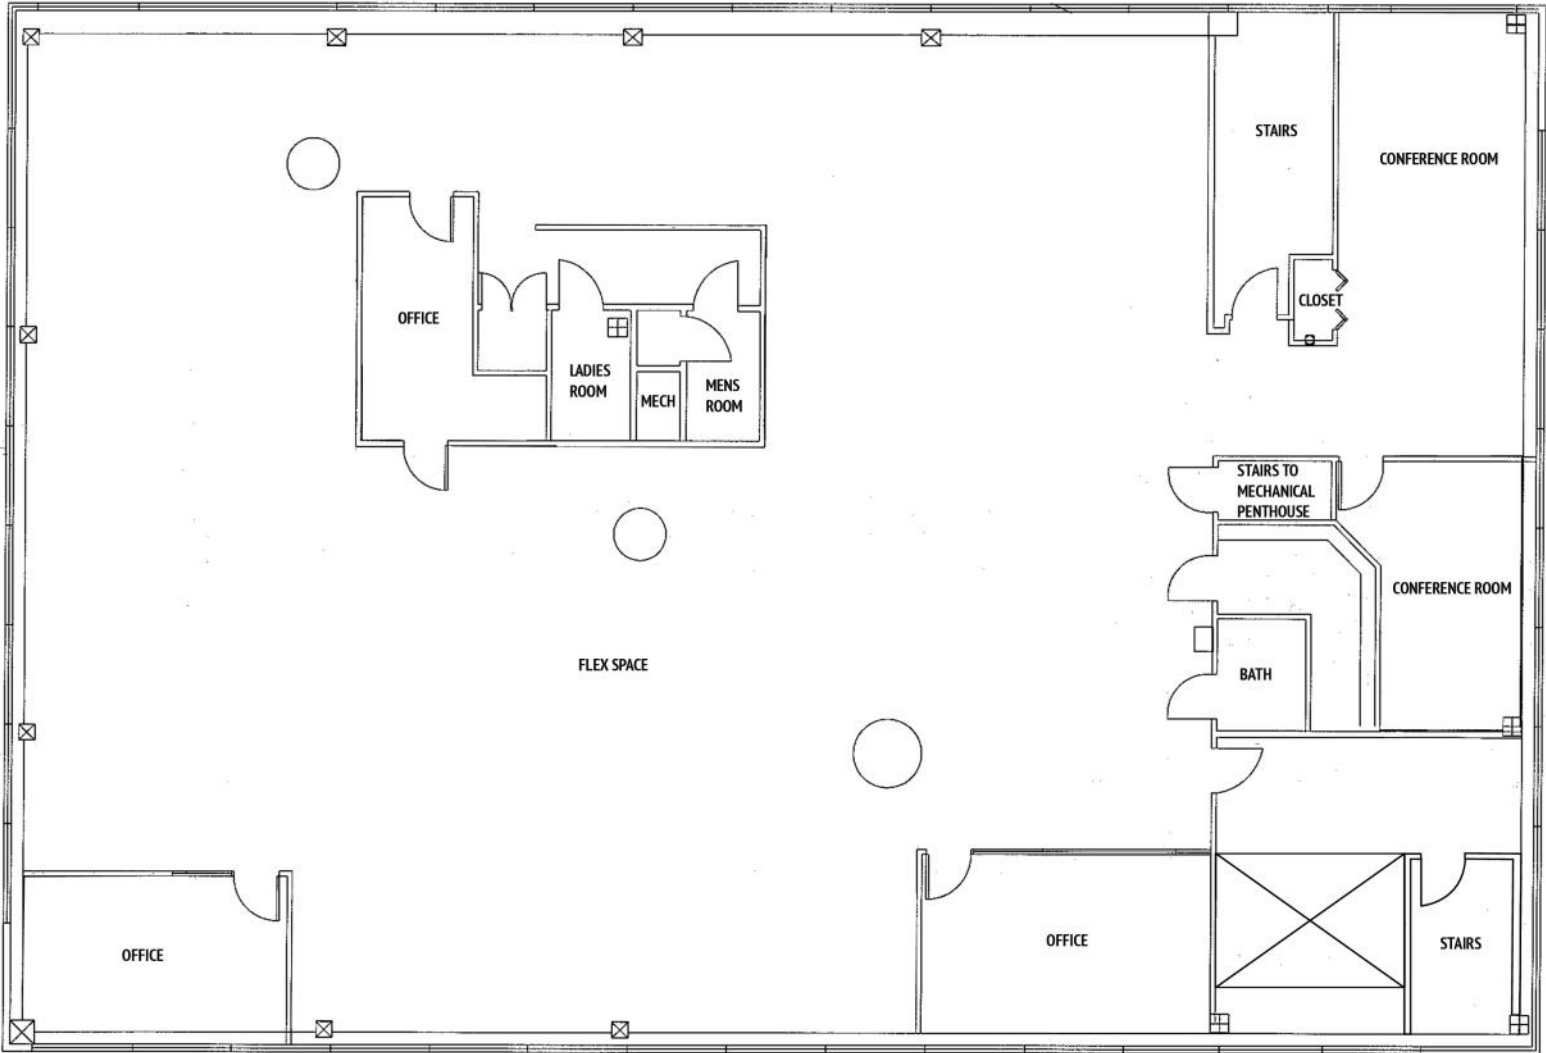 STAIRS
CONFERENCE ROOM
CLOSET
OFFICE
LADIES
ROOM
MECH
MENS
ROOM
STAIRS TO
MECHANICAL
PENTHOUSE
CONFERENCE ROOM
FLEX SPACE
BATH
OFFICE
OFFICE
STAIRS